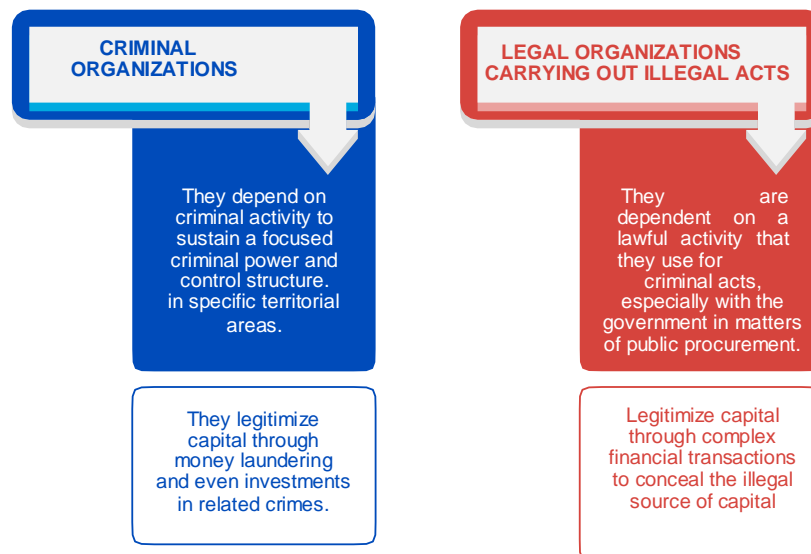 CRIMINAL
ORGANIZATIONS
They depend on
criminal activity to
sustain a focused
criminal power and
control structure.
in specific territorial
areas.
They legitimize
capital through
money laundering
and even investments
in related crimes.
LEGAL ORGANIZATIONS
CARRYING OUT ILLEGAL ACTS
They are
dependent on a
lawful activity that
they use for
criminal acts,
especially with the
government in matters
of public procurement.
Legitimize capital
through complex
financial transactions
to conceal the illegal
source of capital